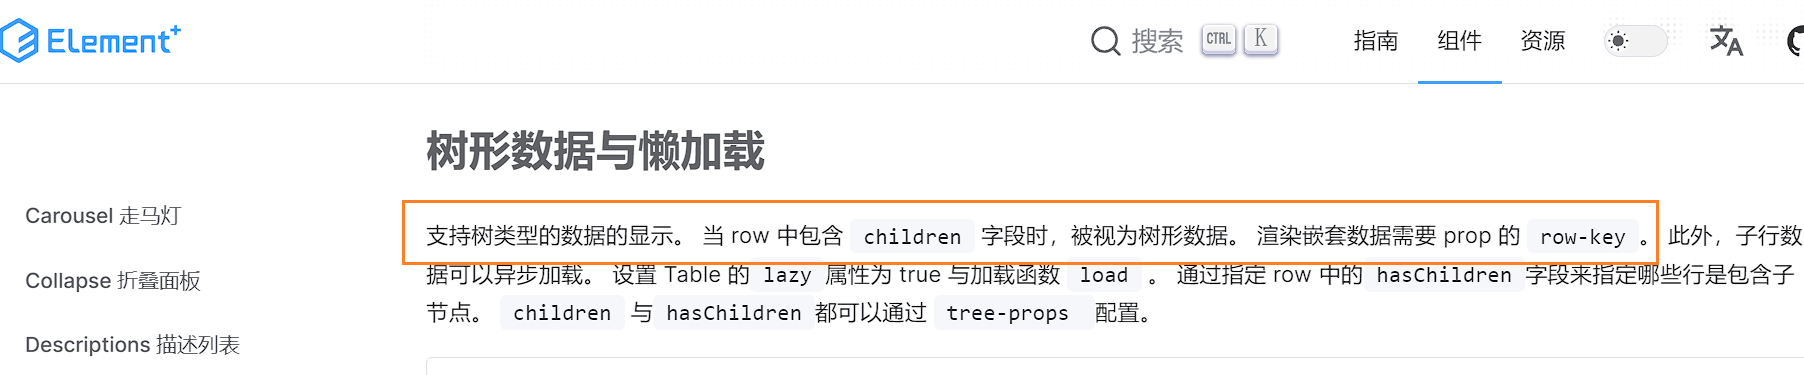 Element+
搜索 CTRL K 指南 组件 资源 文A
树形数据与懒加载
Carousel 走马灯
支持树类型的数据的显示。 当 row 中包含 children 字段时，被视为树形数据。 渲染嵌套数据需要 prop 的 row-key 。 此外，子行数
据可以异步加载。 设置 Table 的 lazy 属性为 true 与加载函数 load 。 通过指定 row 中的 hasChildren 字段来指定哪些行是包含子
Collapse 折叠面板
节点。 children 与 hasChildren 都可以通过 tree-props 配置。
Descriptions 描述列表